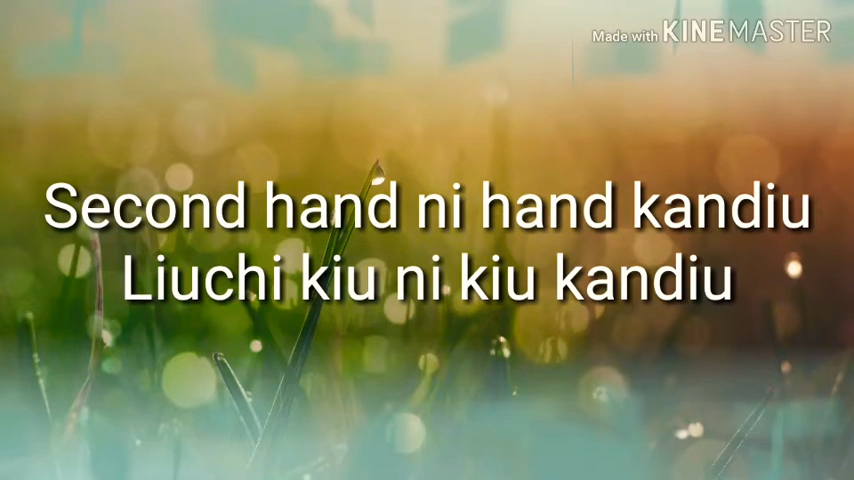 Made with KINEMASTER
Second hand ni hand kandiu
Liuchi kiu ni kiu kandiu